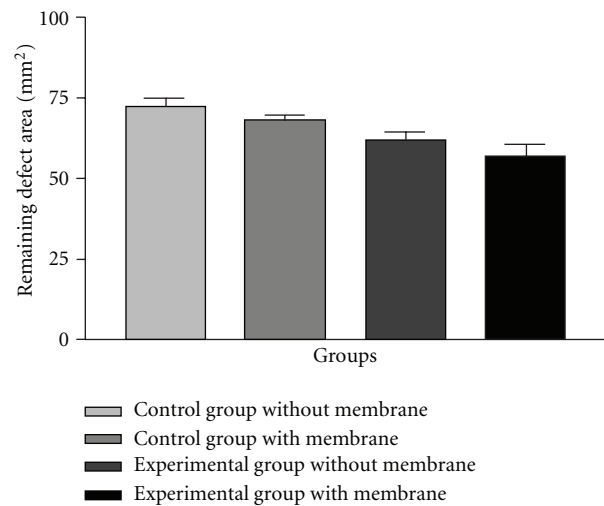 100
75
50
25
0
Remaining defect area (mm²)
Groups
Control group without membrane
Control group with membrane
Experimental group without membrane
Experimental group with membrane